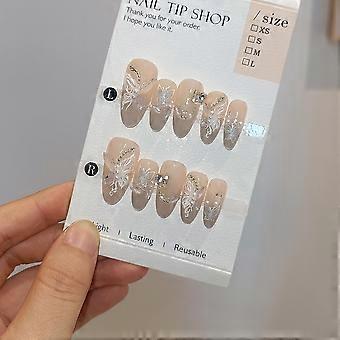 NAIL TIP SHOP
Thank you for your order.
I hope you like it.
/ size
□ XS
□ S
□ M
□ L
L
R
Light | Lasting | Reusable